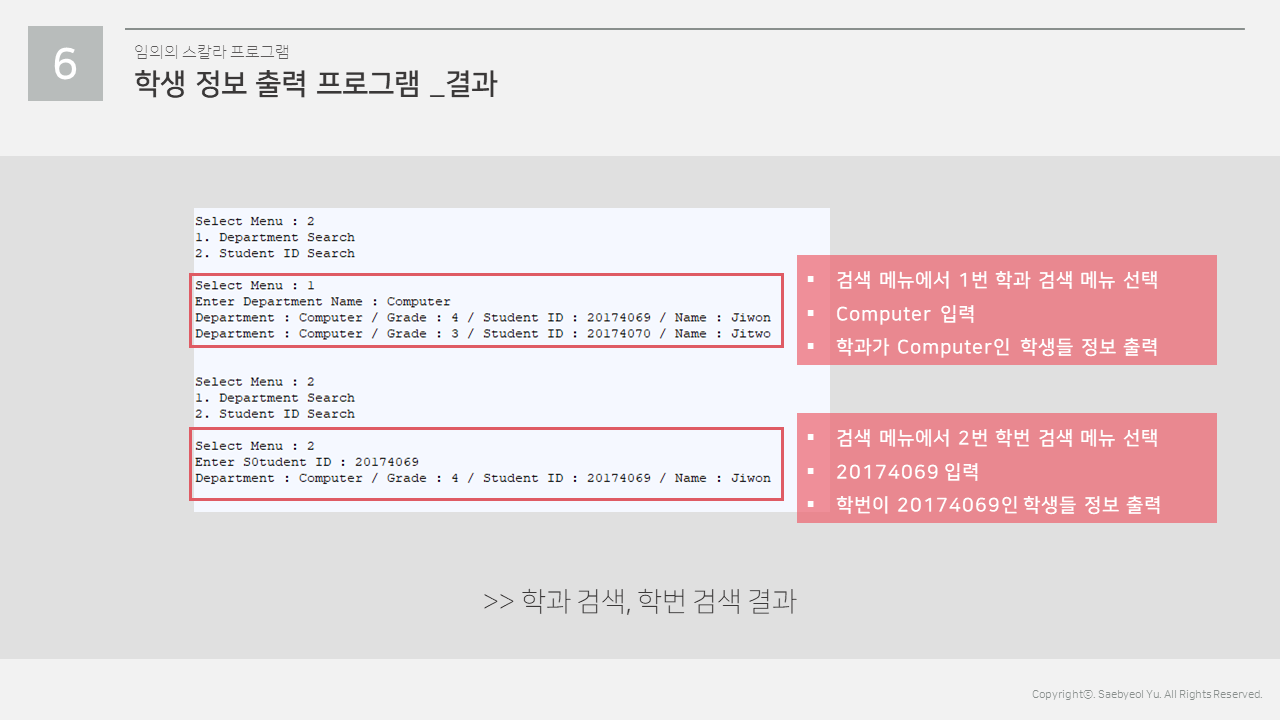 6
임의의 스칼라 프로그램
학생 정보 출력 프로그램 _결과
Select Menu : 2
1. Department Search
2. Student ID Search
Select Menu : 1
Enter Department Name : Computer
Department : Computer / Grade : 4 / Student ID : 20174069 / Name : Jiwon
Department : Computer / Grade : 3 / Student ID : 20174070 / Name : Jitwo
▪ 검색 메뉴에서 1번 학과 검색 메뉴 선택
▪ Computer 입력
▪ 학과가 Computer인 학생들 정보 출력
Select Menu : 2
1. Department Search
2. Student ID Search
Select Menu : 2
Enter S0tudent ID : 20174069
Department : Computer / Grade : 4 / Student ID : 20174069 / Name : Jiwon
▪ 검색 메뉴에서 2번 학번 검색 메뉴 선택
▪ 20174069 입력
▪ 학번이 20174069인 학생들 정보 출력
>> 학과 검색, 학번 검색 결과
Copyrightⓒ. Saebyeol Yu. All Rights Reserved.